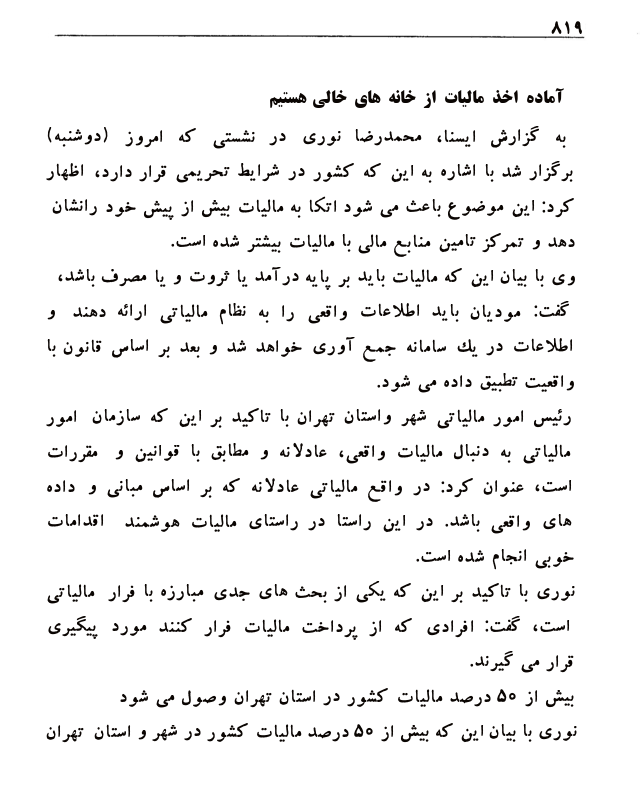 ۸۱۹
آماده اخذ مالیات از خانه های خالی هستیم
به گزارش ایسنا، محمدرضا نوری در نشستی که امروز (دوشنبه)
برگزار شد با اشاره به این که کشور در شرایط تحریمی قرار دارد، اظهار
کرد: این موضوع باعث می شود اتکا به مالیات بیش از پیش خود رانشان
دهد و تمرکز تامین منابع مالی با مالیات بیشتر شده است.
وی با بیان این که مالیات باید بر پایه درآمد یا ثروت و یا مصرف باشد،
گفت: مودیان باید اطلاعات واقعی را به نظام مالیاتی ارائه دهند و
اطلاعات در یك سامانه جمع آوری خواهد شد و بعد بر اساس قانون با
واقعیت تطبیق داده می شود.
رئیس امور مالیاتی شهر واستان تهران با تاکید بر این که سازمان امور
مالیاتی به دنبال مالیات واقعی، عادلانه و مطابق با قوانین و مقررات
است، عنوان کرد: در واقع مالیاتی عادلانه که بر اساس مبانی و داده
های واقعی باشد. در این راستا در راستای مالیات هوشمند اقدامات
خوبی انجام شده است.
نوری با تاکید بر این که یکی از بحث های جدی مبارزه با فرار مالیاتی
است، گفت: افرادی که از پرداخت مالیات فرار کنند مورد پیگیری
قرار می گیرند.
بیش از ۵۰ درصد مالیات کشور در استان تهران وصول می شود
نوری با بیان این که بیش از ۵۰ درصد مالیات کشور در شهر و استان تهران